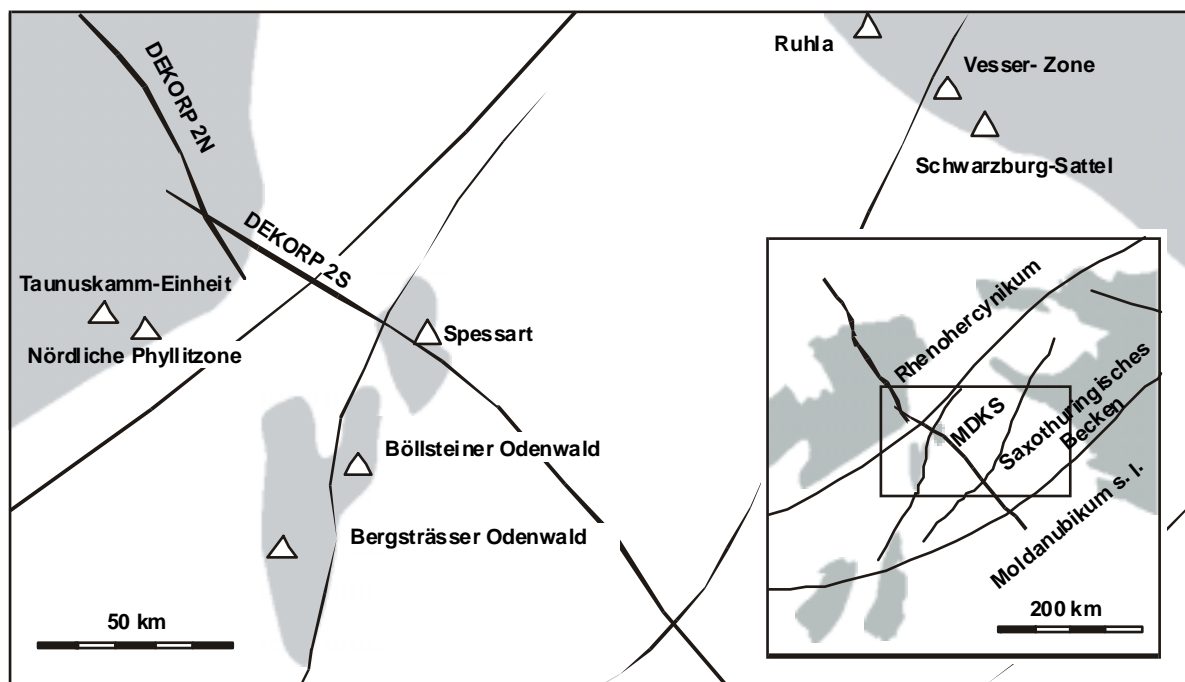 Ruhla
Vesser- Zone
Schwarzburg-Sattel
DEKORP 2N
DEKORP 2S
Taunuskamm-Einheit
Nördliche Phyllitzone
Spessart
Böllsteiner Odenwald
Bergsträsser Odenwald
50 km
Rhenohercynikum
MDKS
Saxothuringisches
Becken
Moldanubikum s. l.
200 km